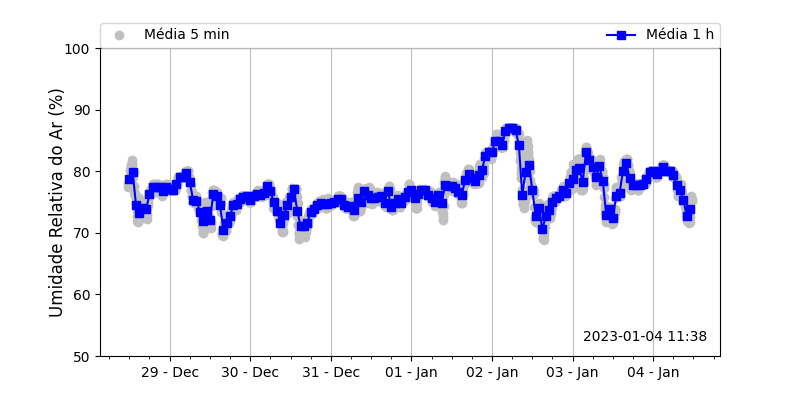 Média 5 min
Média 1 h
Umidade Relativa do Ar (%)
100
90
80
70
60
50
2023-01-04 11:38
29 - Dec
30 - Dec
31 - Dec
01 - Jan
02 - Jan
03 - Jan
04 - Jan